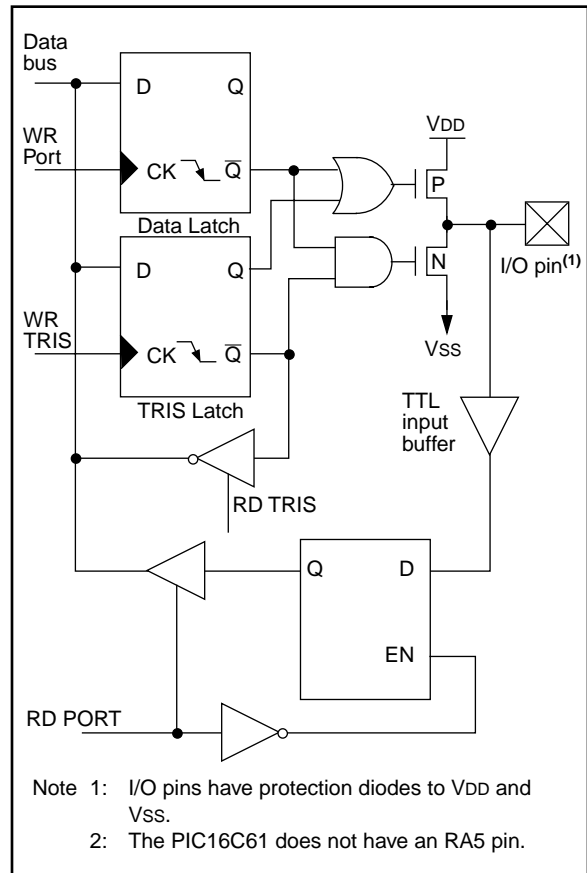 Data
bus
D Q
VDD
WR
Port
CK Q
P
Data Latch
D Q
N
I/O pin(1)
WR
TRIS
CK Q
VSS
TRIS Latch
TTL
input
buffer
RD TRIS
Q D
EN
RD PORT
Note 1: I/O pins have protection diodes to VDD and
VSS.
2: The PIC16C61 does not have an RA5 pin.